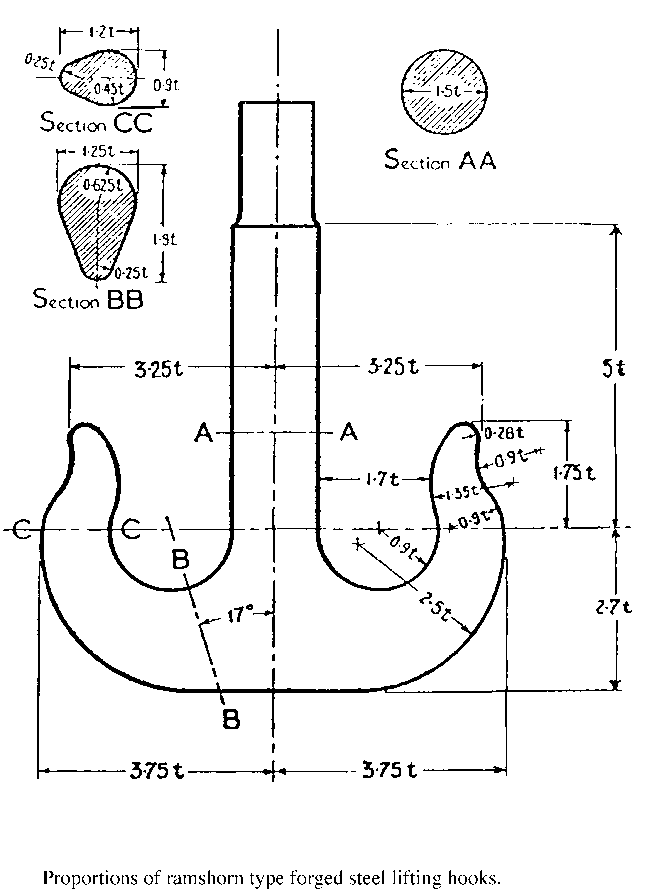 1·2t
0·25t
0·45t
0·9t
Section CC
1·25t
0·625t
1·9t
0·25t
Section BB
1·5t
Section AA
3·25t
3·25t
5t
A A
0·28t
0·9t
1·75t
1·7t
1·35t
0·9t
C C
B
0·9t
2·5t
17°
2·7t
B
3·75t
3·75t
Proportions of ramshorn type forged steel lifting hooks.